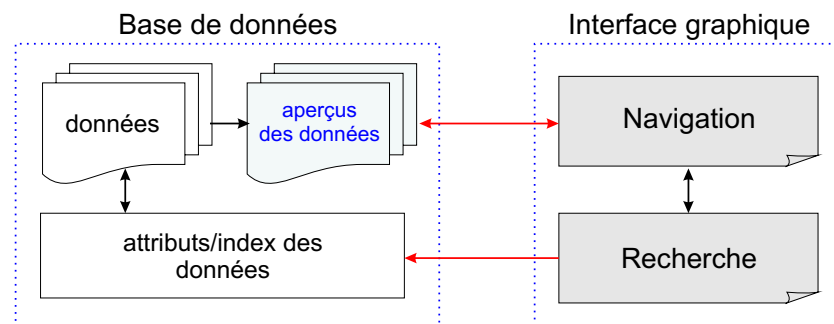 Base de données
Interface graphique
données
aperçus
des données
Navigation
attributs/index des
données
Recherche